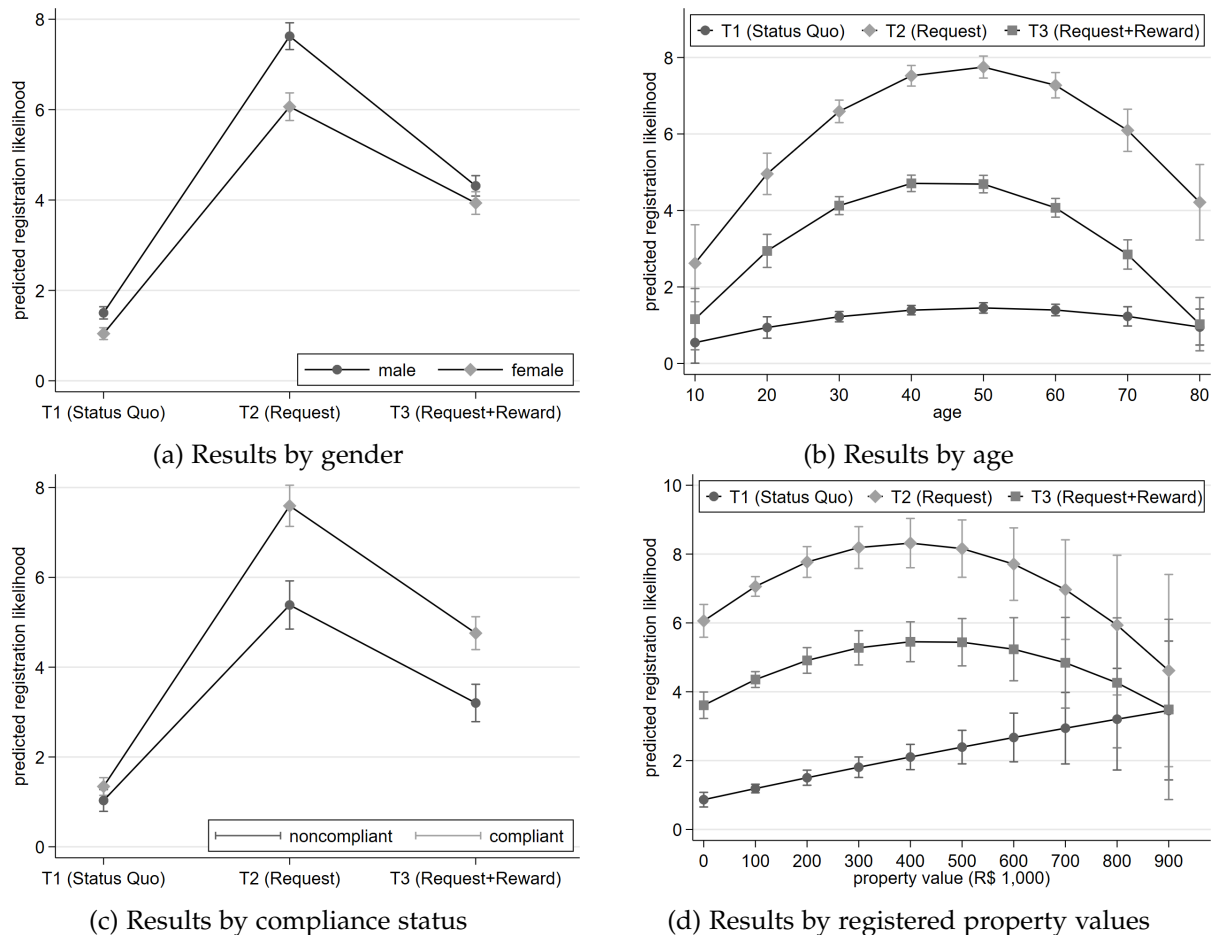 predicted registration likelihood
8
6
4
2
0
male female
T1 (Status Quo) T2 (Request) T3 (Request+Reward)
(a) Results by gender
T1 (Status Quo) T2 (Request) T3 (Request+Reward)
predicted registration likelihood
8
6
4
2
0
10 20 30 40 50 60 70 80
age
(b) Results by age
predicted registration likelihood
8
6
4
2
0
noncompliant compliant
T1 (Status Quo) T2 (Request) T3 (Request+Reward)
(c) Results by compliance status
T1 (Status Quo) T2 (Request) T3 (Request+Reward)
predicted registration likelihood
10
8
6
4
2
0
0 100 200 300 400 500 600 700 800 900
property value (R$ 1,000)
(d) Results by registered property values